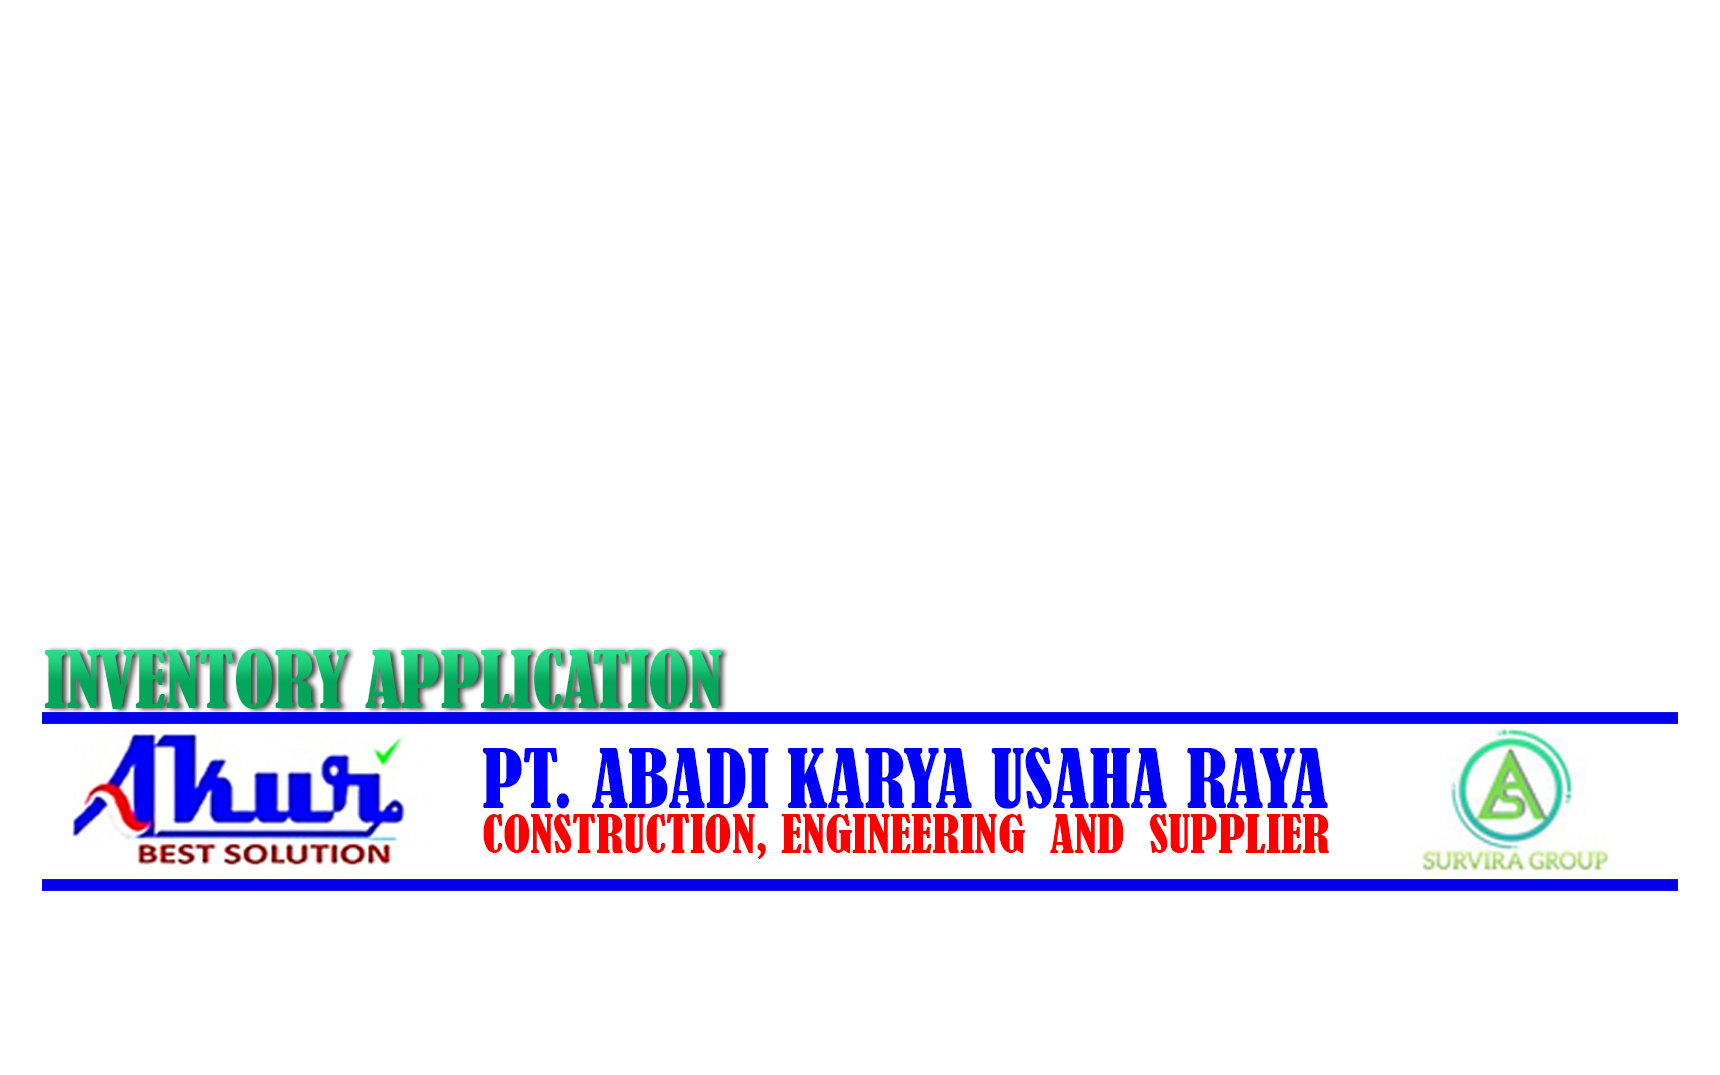 INVENTORY APPLICATION
Akur
BEST SOLUTION
PT. ABADI KARYA USAHA RAYA
CONSTRUCTION, ENGINEERING AND SUPPLIER
SURVIRA GROUP